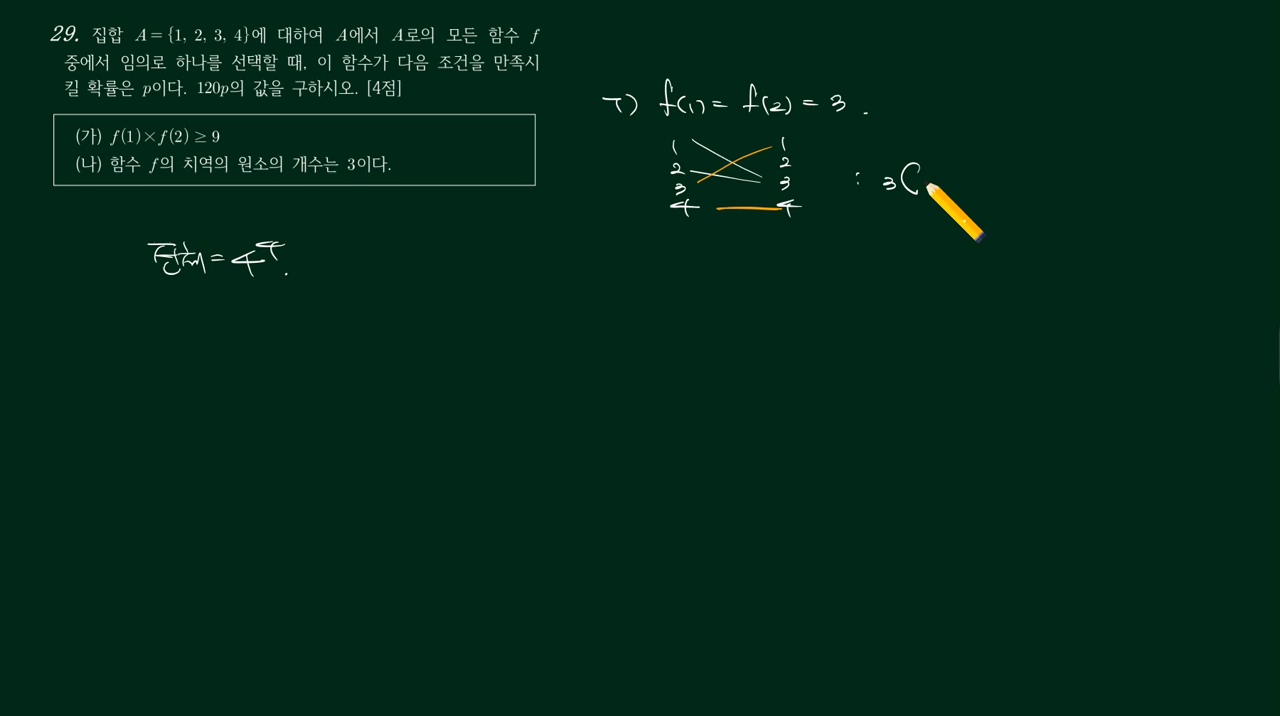 29. 집합 A={1, 2, 3, 4}에 대하여 A에서 A로의 모든 함수 f
중에서 임의로 하나를 선택할 때, 이 함수가 다음 조건을 만족시
킬 확률은 p이다. 120p의 값을 구하시오. [4점]
(가) f(1)×f(2)≥9
(나) 함수 f의 치역의 원소의 개수는 3이다.
전체=4⁴.
ㄱ) f(1)= f(2) = 3 .
1 1
2 2
3 3
4 4
: ₃C